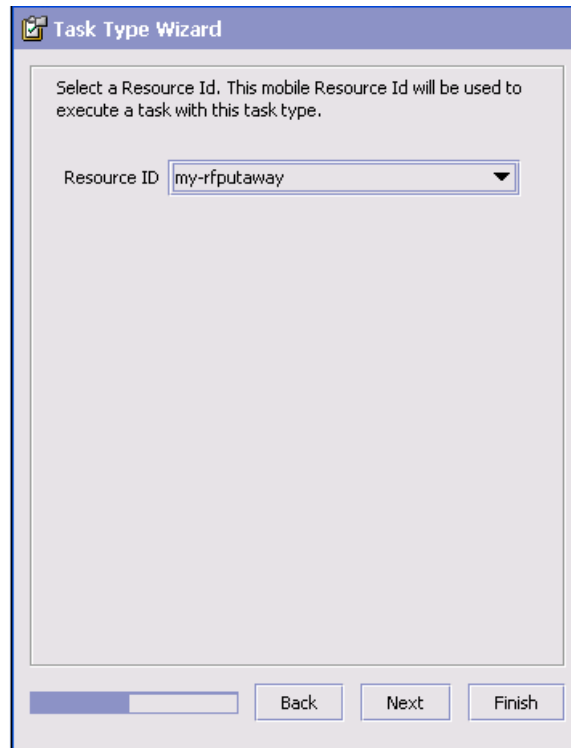 Task Type Wizard
Select a Resource Id. This mobile Resource Id will be used to
execute a task with this task type.
Resource ID my-rfputaway
Back Next Finish